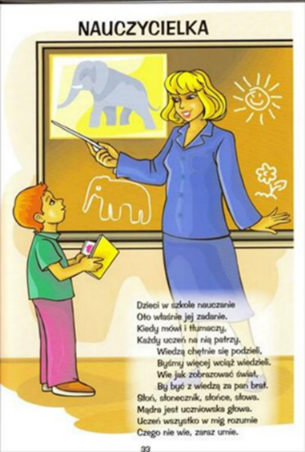 NAUCZYCIELKA
Dzieci w szkole nauczanie
Oto właśnie jej zadanie.
Kiedy mówi i tłumaczy,
Każdy uczeń na nią patrzy.
Wiedzą chętnie się podzieli,
Byśmy więcej wciąż wiedzieli.
Wie jak zobrazować świat,
By być z wiedzą za pan brat.
Słoń, słonecznik, słońce, słowa.
Mądra jest uczniowska głowa.
Uczeń wszystko w mig rozumie
Czego nie wie, zaraz umie.
33